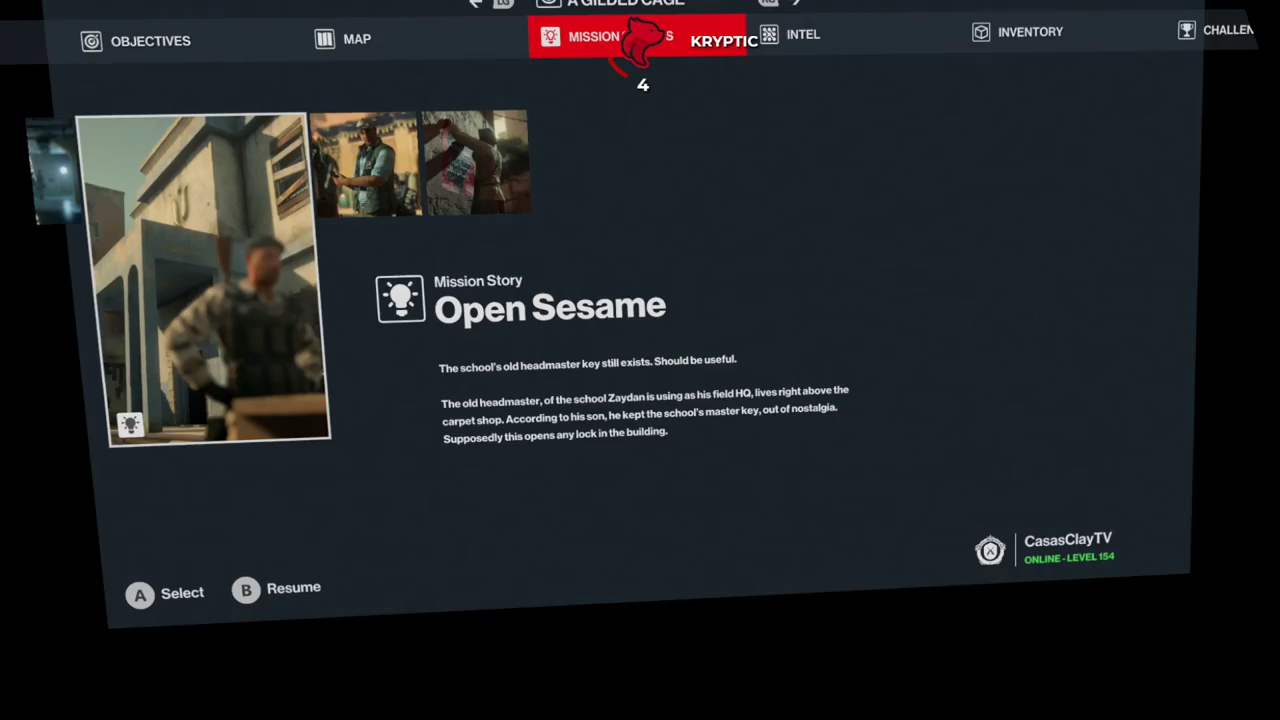 A GILDED CAGE
OBJECTIVES
MAP
MISSION
KRYPTIC
INTEL
INVENTORY
CHALLEN
4
Mission Story
Open Sesame
The school's old headmaster key still exists. Should be useful.
The old headmaster, of the school Zaydan is using as his field HQ, lives right above the
carpet shop. According to his son, he kept the school's master key, out of nostalgia.
Supposedly this opens any lock in the building.
CasasClayTV
ONLINE - LEVEL 154
A Select
B Resume